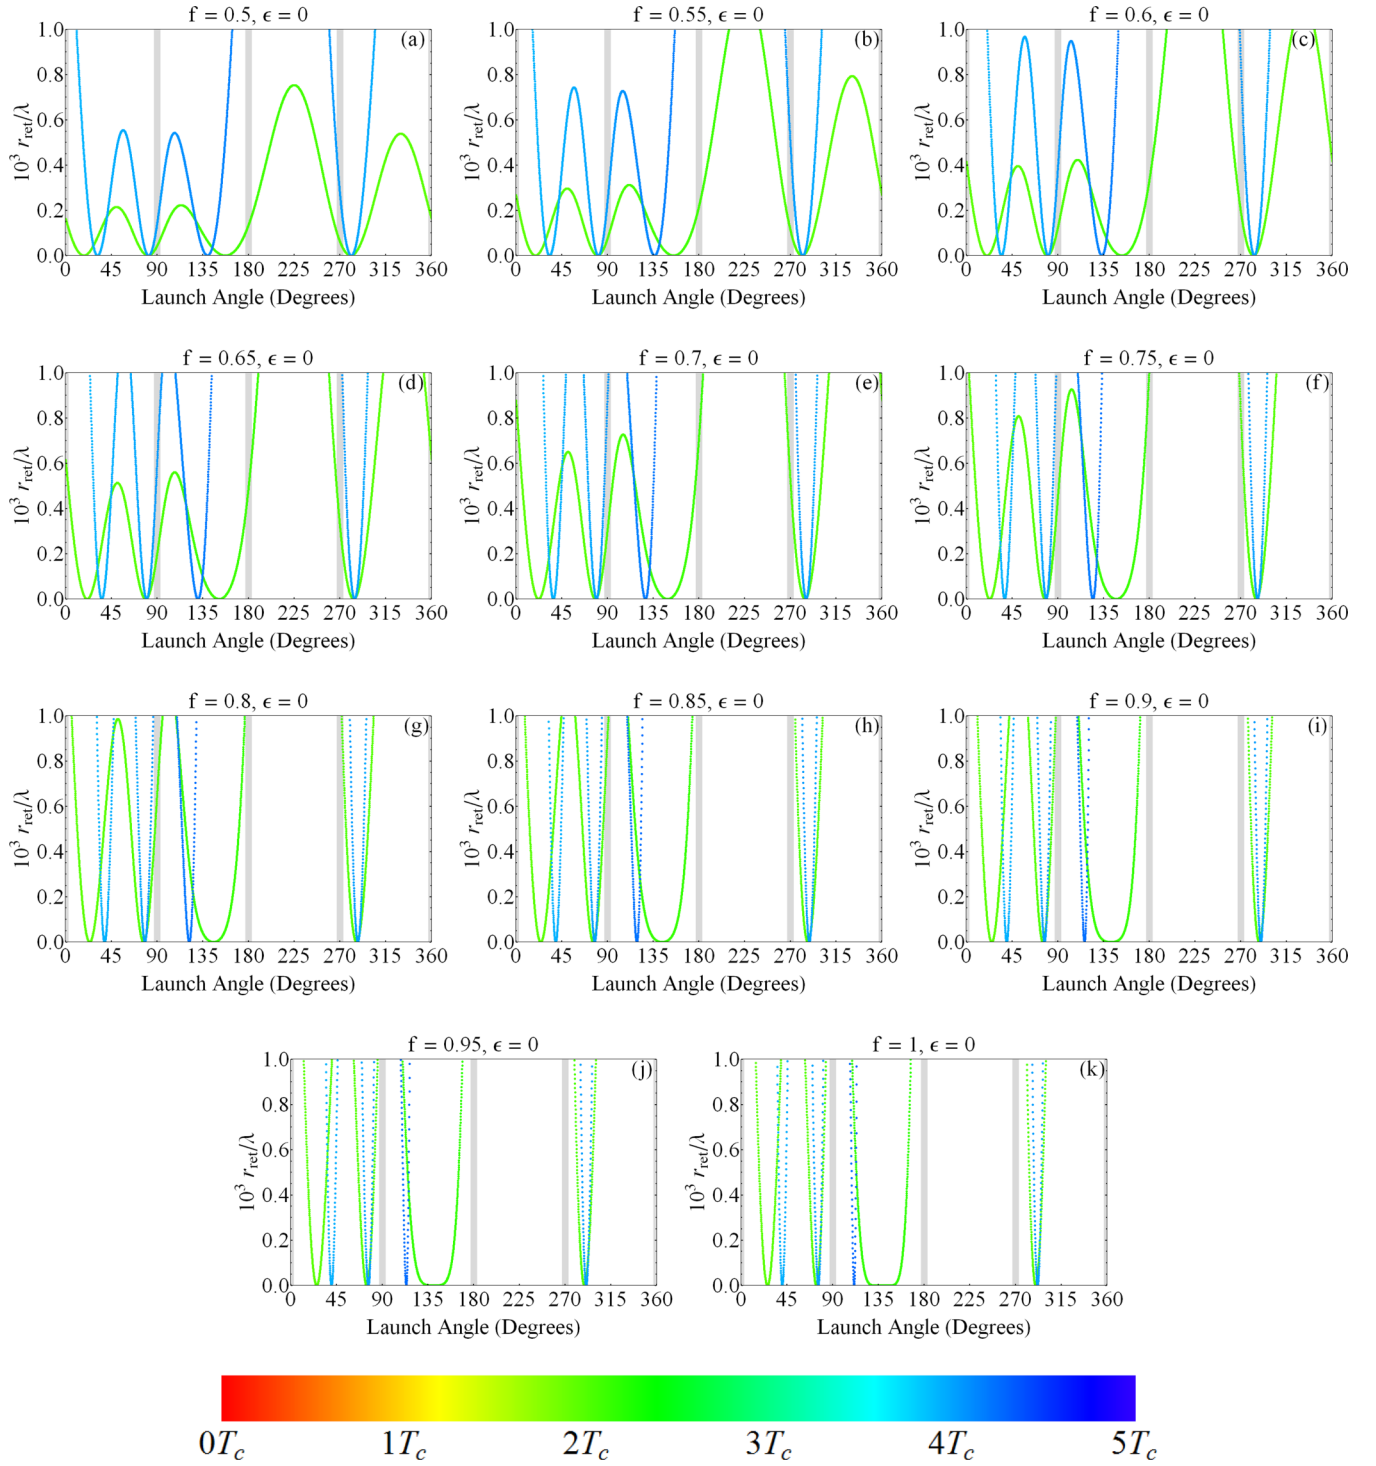 f = 0.5, ϵ = 0
f = 0.55, ϵ = 0
f = 0.6, ϵ = 0
(a)
(b)
(c)
1.0
0.8
0.6
0.4
0.2
0.0
10³ r_ret/λ
0 45 90 135 180 225 270 315 360
Launch Angle (Degrees)
1.0
0.8
0.6
0.4
0.2
0.0
10³ r_ret/λ
0 45 90 135 180 225 270 315 360
Launch Angle (Degrees)
1.0
0.8
0.6
0.4
0.2
0.0
10³ r_ret/λ
0 45 90 135 180 225 270 315 360
Launch Angle (Degrees)
f = 0.65, ϵ = 0
f = 0.7, ϵ = 0
f = 0.75, ϵ = 0
(d)
(e)
(f)
1.0
0.8
0.6
0.4
0.2
0.0
10³ r_ret/λ
0 45 90 135 180 225 270 315 360
Launch Angle (Degrees)
1.0
0.8
0.6
0.4
0.2
0.0
10³ r_ret/λ
0 45 90 135 180 225 270 315 360
Launch Angle (Degrees)
1.0
0.8
0.6
0.4
0.2
0.0
10³ r_ret/λ
0 45 90 135 180 225 270 315 360
Launch Angle (Degrees)
f = 0.8, ϵ = 0
f = 0.85, ϵ = 0
f = 0.9, ϵ = 0
(g)
(h)
(i)
1.0
0.8
0.6
0.4
0.2
0.0
10³ r_ret/λ
0 45 90 135 180 225 270 315 360
Launch Angle (Degrees)
1.0
0.8
0.6
0.4
0.2
0.0
10³ r_ret/λ
0 45 90 135 180 225 270 315 360
Launch Angle (Degrees)
1.0
0.8
0.6
0.4
0.2
0.0
10³ r_ret/λ
0 45 90 135 180 225 270 315 360
Launch Angle (Degrees)
f = 0.95, ϵ = 0
f = 1, ϵ = 0
(j)
(k)
1.0
0.8
0.6
0.4
0.2
0.0
10³ r_ret/λ
0 45 90 135 180 225 270 315 360
Launch Angle (Degrees)
1.0
0.8
0.6
0.4
0.2
0.0
10³ r_ret/λ
0 45 90 135 180 225 270 315 360
Launch Angle (Degrees)
0T_c 1T_c 2T_c 3T_c 4T_c 5T_c